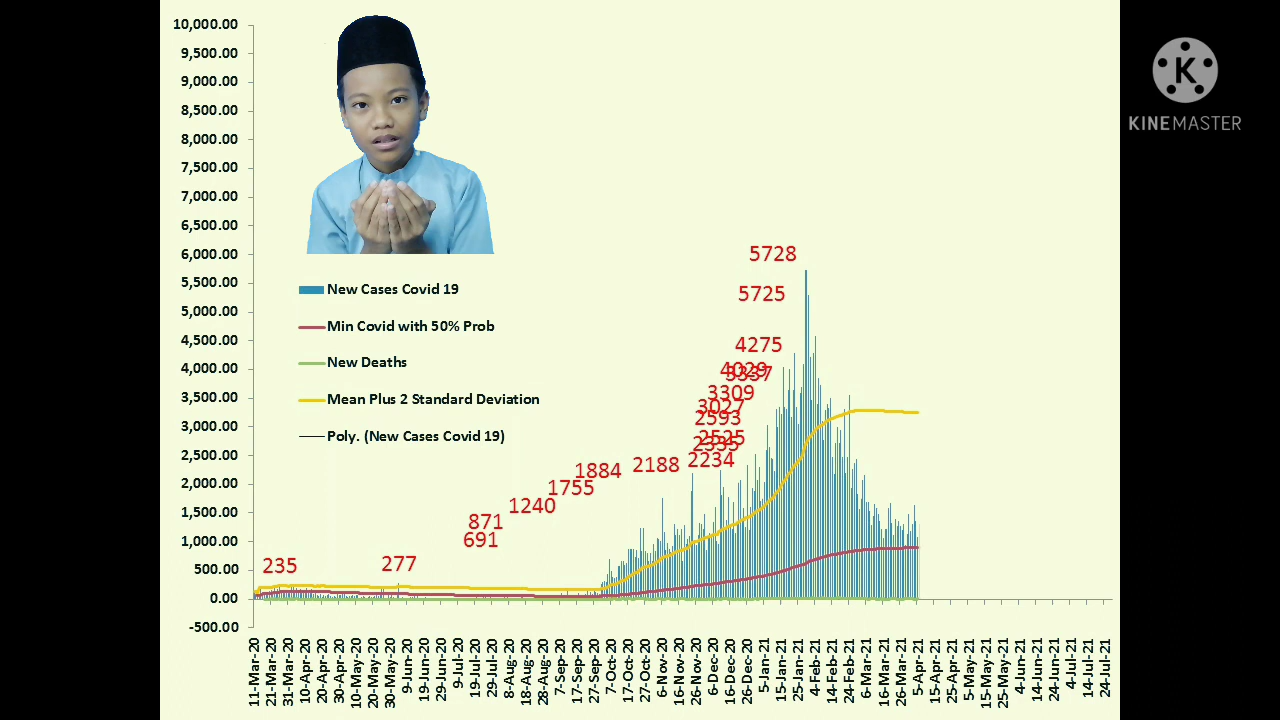 10,000.00
9,500.00
9,000.00
8,500.00
8,000.00
7,500.00
7,000.00
6,500.00
6,000.00
5,500.00
5,000.00
4,500.00
4,000.00
3,500.00
3,000.00
2,500.00
2,000.00
1,500.00
1,000.00
500.00
0.00
-500.00
K
KINEMASTER
New Cases Covid 19
Min Covid with 50% Prob
New Deaths
Mean Plus 2 Standard Deviation
Poly. (New Cases Covid 19)
5728
5725
4275
4029
3337
3309
3027
2593
2525
2335
2234
2188
1884
1755
1240
871
691
277
235
11-Mar-20
21-Mar-20
31-Mar-20
10-Apr-20
20-Apr-20
30-Apr-20
10-May-20
20-May-20
30-May-20
9-Jun-20
19-Jun-20
29-Jun-20
9-Jul-20
19-Jul-20
29-Jul-20
8-Aug-20
18-Aug-20
28-Aug-20
7-Sep-20
17-Sep-20
27-Sep-20
7-Oct-20
17-Oct-20
27-Oct-20
6-Nov-20
16-Nov-20
26-Nov-20
6-Dec-20
16-Dec-20
26-Dec-20
5-Jan-21
15-Jan-21
25-Jan-21
4-Feb-21
14-Feb-21
24-Feb-21
6-Mar-21
16-Mar-21
26-Mar-21
5-Apr-21
15-Apr-21
25-Apr-21
5-May-21
15-May-21
25-May-21
4-Jun-21
14-Jun-21
24-Jun-21
4-Jul-21
14-Jul-21
24-Jul-21